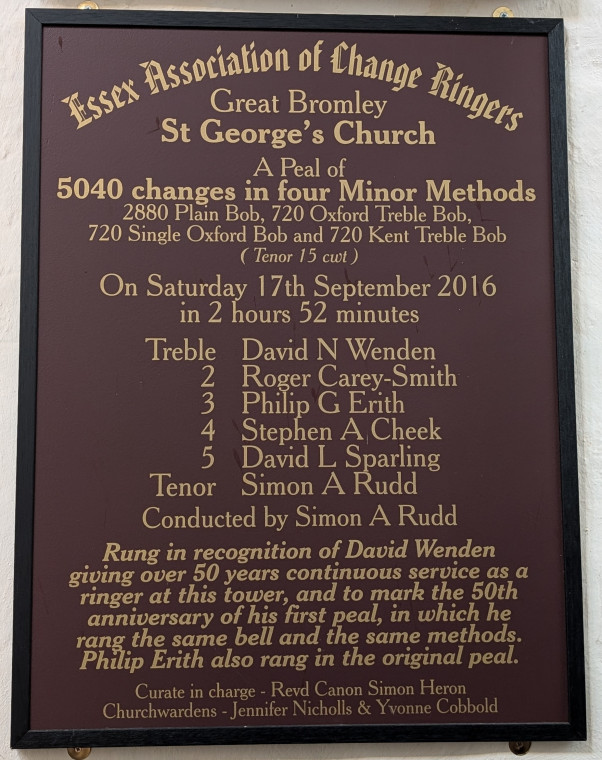 Essex Association of Change Ringers
Great Bromley
St George's Church
A Peal of
5040 changes in four Minor Methods
2880 Plain Bob, 720 Oxford Treble Bob,
720 Single Oxford Bob and 720 Kent Treble Bob
( Tenor 15 cwt )
On Saturday 17th September 2016
in 2 hours 52 minutes
Treble David N Wenden
2 Roger Carey-Smith
3 Philip G Erith
4 Stephen A Cheek
5 David L Sparling
Tenor Simon A Rudd
Conducted by Simon A Rudd
Rung in recognition of David Wenden
giving over 50 years continuous service as a
ringer at this tower, and to mark the 50th
anniversary of his first peal, in which he
rang the same bell and the same methods.
Philip Erith also rang in the original peal.
Curate in charge - Revd Canon Simon Heron
Churchwardens - Jennifer Nicholls & Yvonne Cobbold